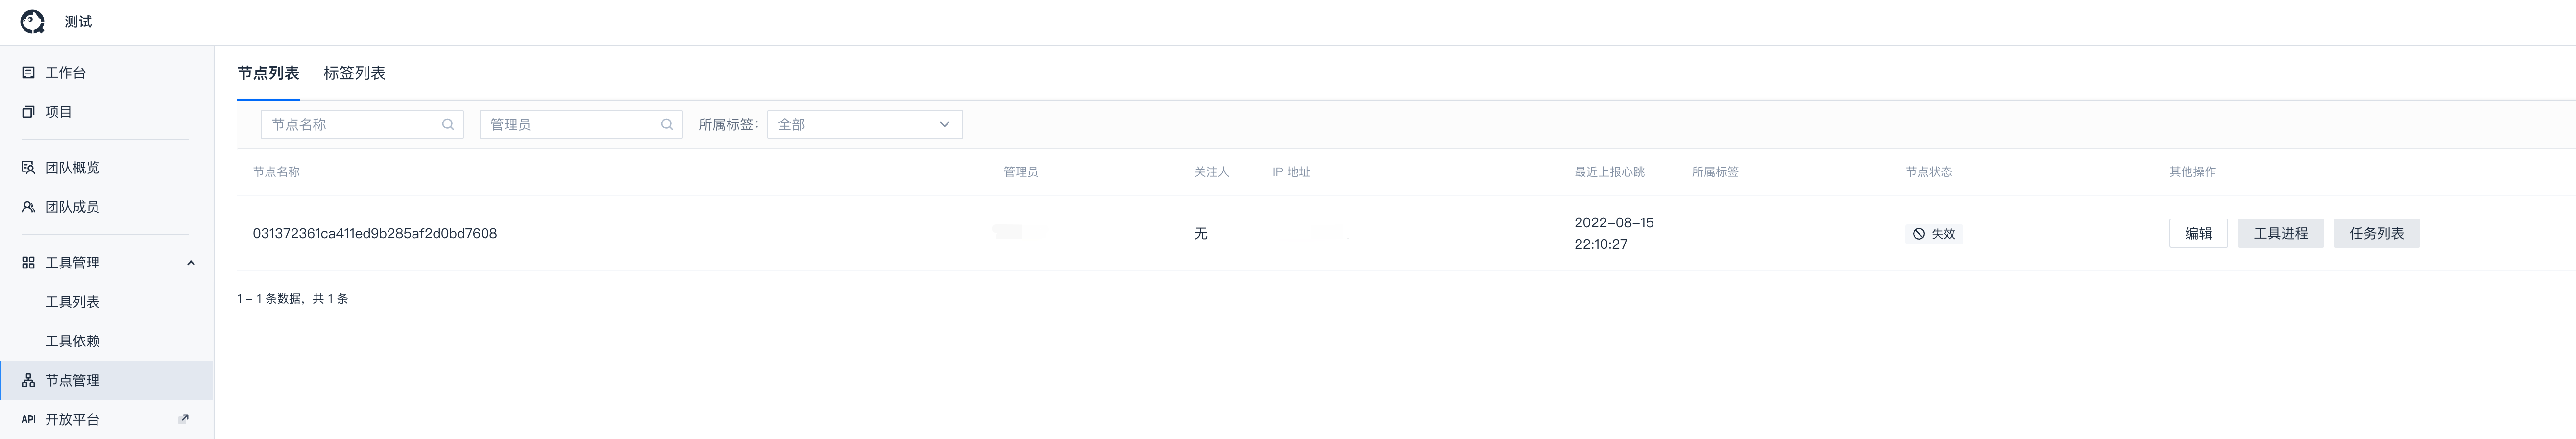 测试
工作台
项目
团队概览
团队成员
工具管理
工具列表
工具依赖
节点管理
API 开放平台
节点列表 标签列表
节点名称 管理员 所属标签: 全部
节点名称 管理员 关注人 IP 地址 最近上报心跳 所属标签 节点状态 其他操作
031372361ca411ed9b285af2d0bd7608 无 2022-08-15 22:10:27 失效 编辑 工具进程 任务列表
1 - 1 条数据，共 1 条